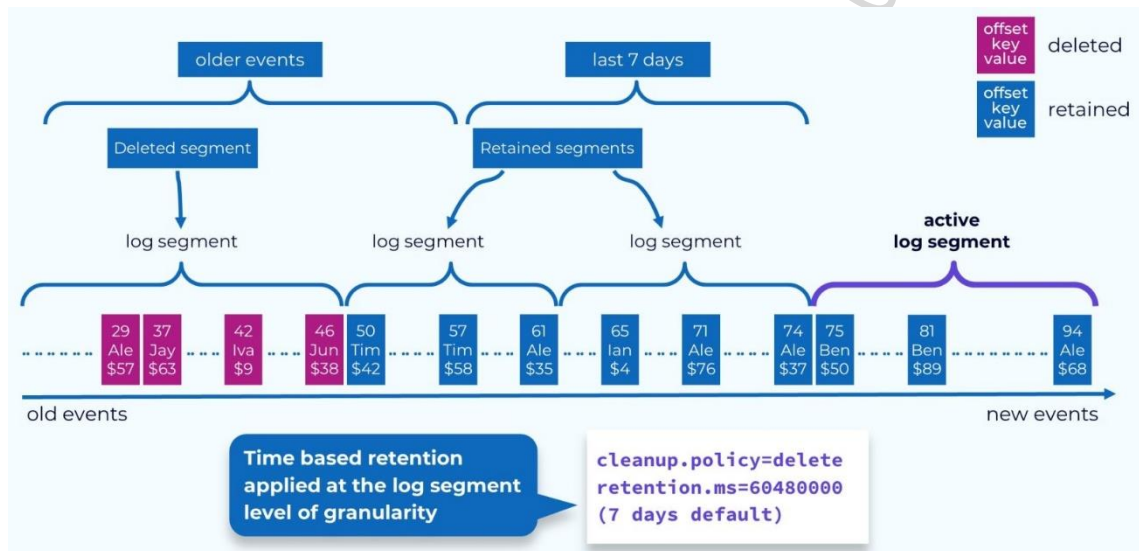 older events
last 7 days
offset
key
value
deleted
offset
key
value
retained
Deleted segment
Retained segments
log segment
log segment
log segment
active
log segment
29
Ale
$57
37
Jay
$63
42
Iva
$9
46
Jun
$38
50
Tim
$42
57
Tim
$58
61
Ale
$35
65
Ian
$4
71
Ale
$76
74
Ale
$37
75
Ben
$50
81
Ben
$89
94
Ale
$68
old events
new events
Time based retention
applied at the log segment
level of granularity
cleanup.policy=delete
retention.ms=60480000
(7 days default)